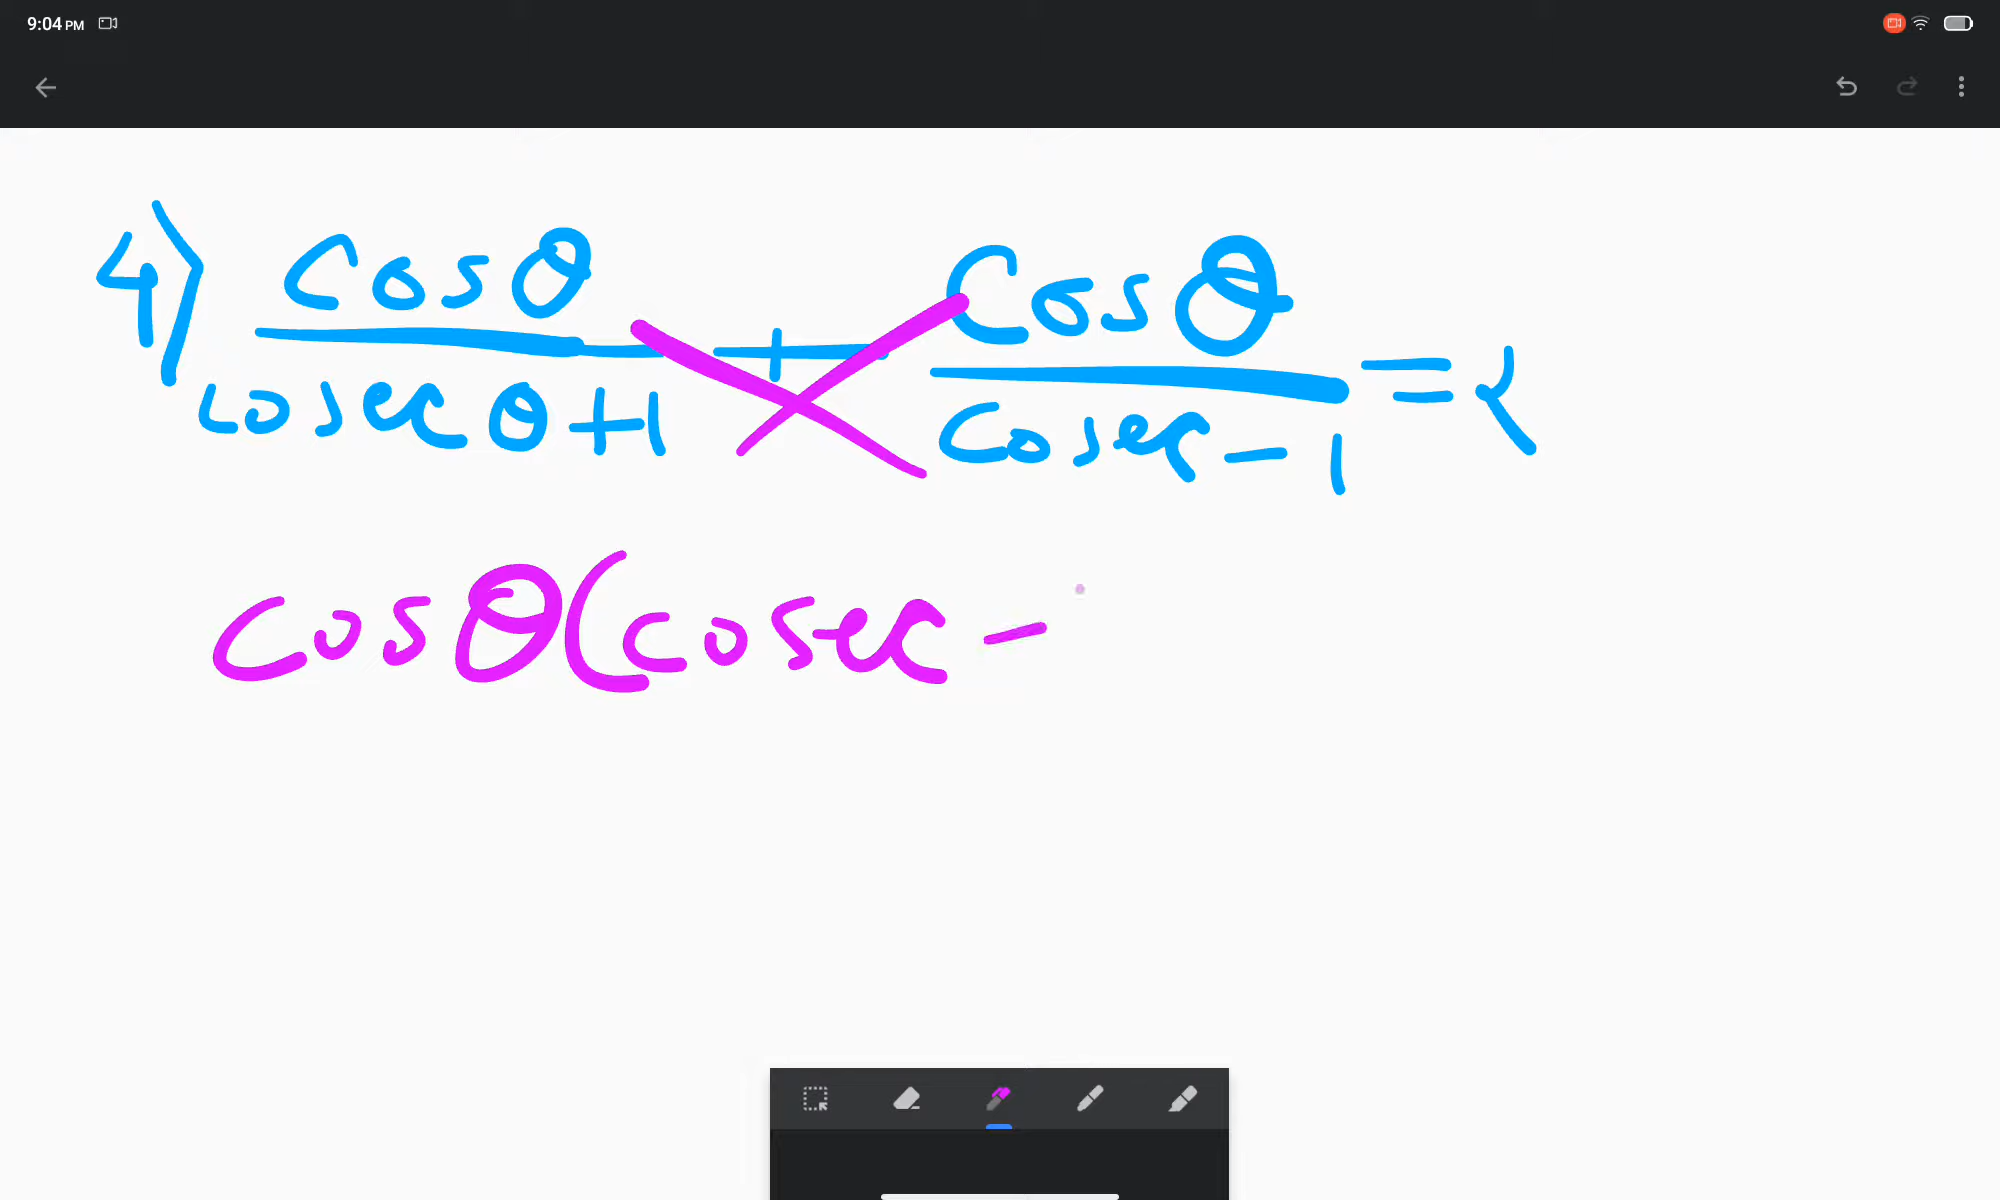 9:04 PM
4) cosθ/cosecθ+1 + cosθ/cosec-1 = 2
cosθ(cosec-